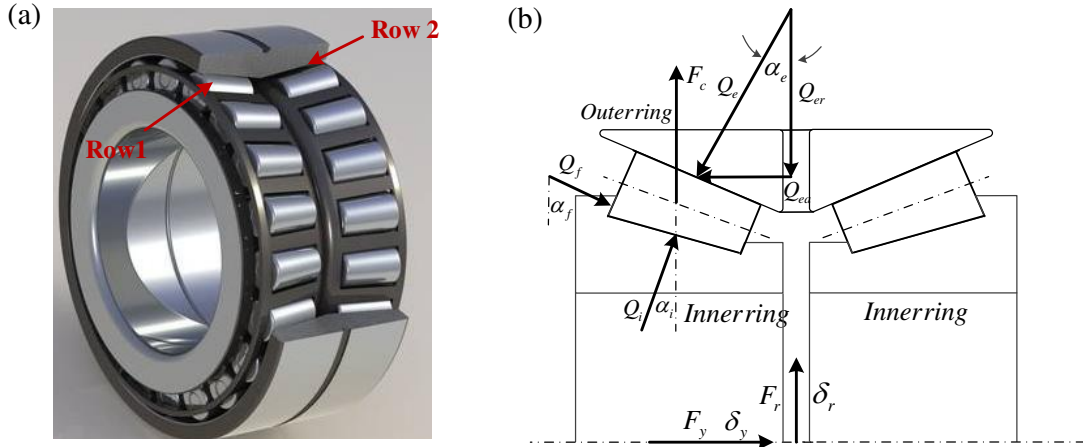 (a)
Row 2
Row1
(b)
F_c
Q_e
α_e
Q_er
Outerring
Q_f
α_f
Q_ea
Q_i
α_i
Innerring
Innerring
F_r
δ_r
F_y
δ_y